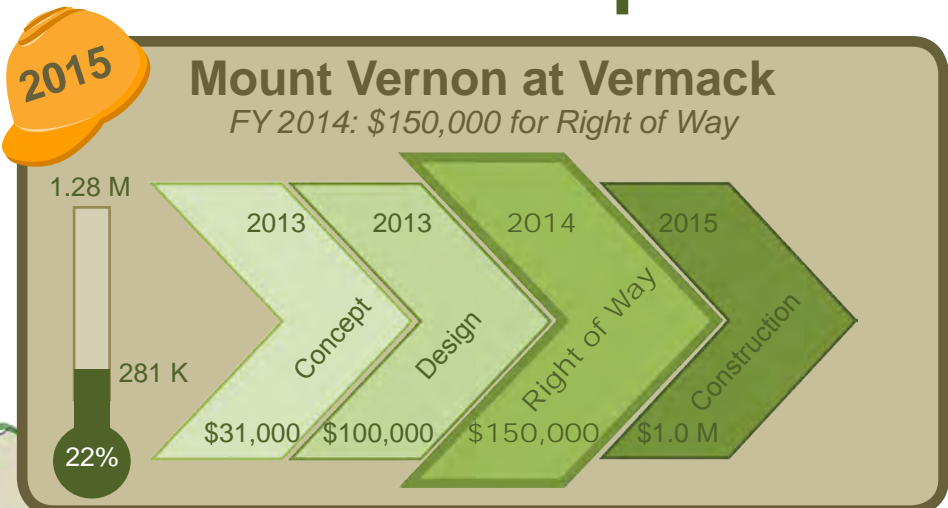 2015
Mount Vernon at Vermack
FY 2014: $150,000 for Right of Way
1.28 M
281 K
22%
2013
Concept
$31,000
2013
Design
$100,000
2014
Right of Way
$150,000
2015
Construction
$1.0 M